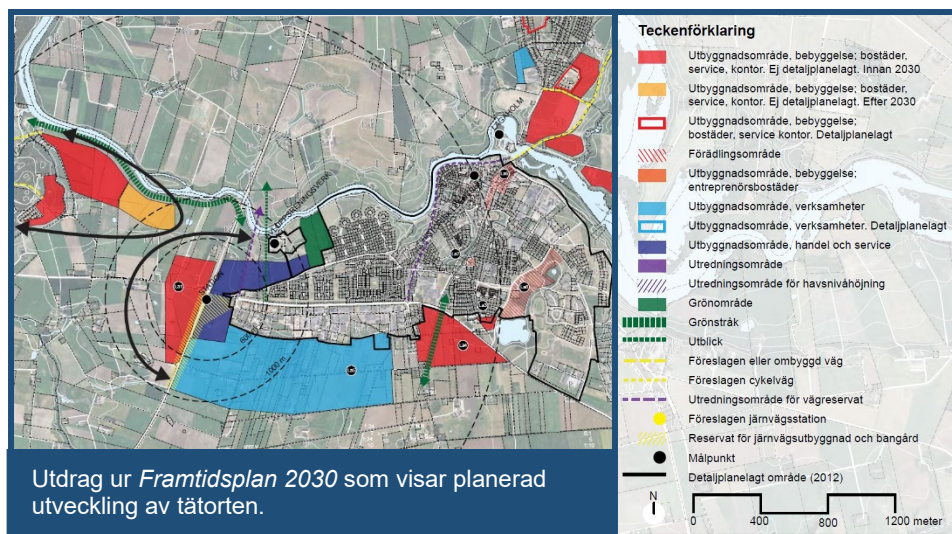 Teckenförklaring
Utbyggnadsområde, bebyggelse; bostäder,
service, kontor. Ej detaljplanelagt. Innan 2030
Utbyggnadsområde, bebyggelse; bostäder,
service, kontor. Ej detaljplanelagt. Efter 2030
Utbyggnadsområde, bebyggelse;
bostäder, service kontor. Detaljplanelagt
Förädlingsområde
Utbyggnadsområde, bebyggelse;
entreprenörsbostäder
Utbyggnadsområde, verksamheter
Utbyggnadsområde, verksamheter. Detaljplanelagt
Utbyggnadsområde, handel och service
Utredningsområde
Utredningsområde för havsnivåhöjning
Grönområde
Grönstråk
Utblick
Föreslagen eller ombyggd väg
Föreslagen cykelväg
Utredningsområde för vägreservat
Föreslagen järnvägsstation
Reservat för järnvägsutbyggnad och bangård
Målpunkt
Detaljplanelagt område (2012)
N
0 400 800 1200 meter
1000 m
Utdrag ur Framtidsplan 2030 som visar planerad
utveckling av tätorten.